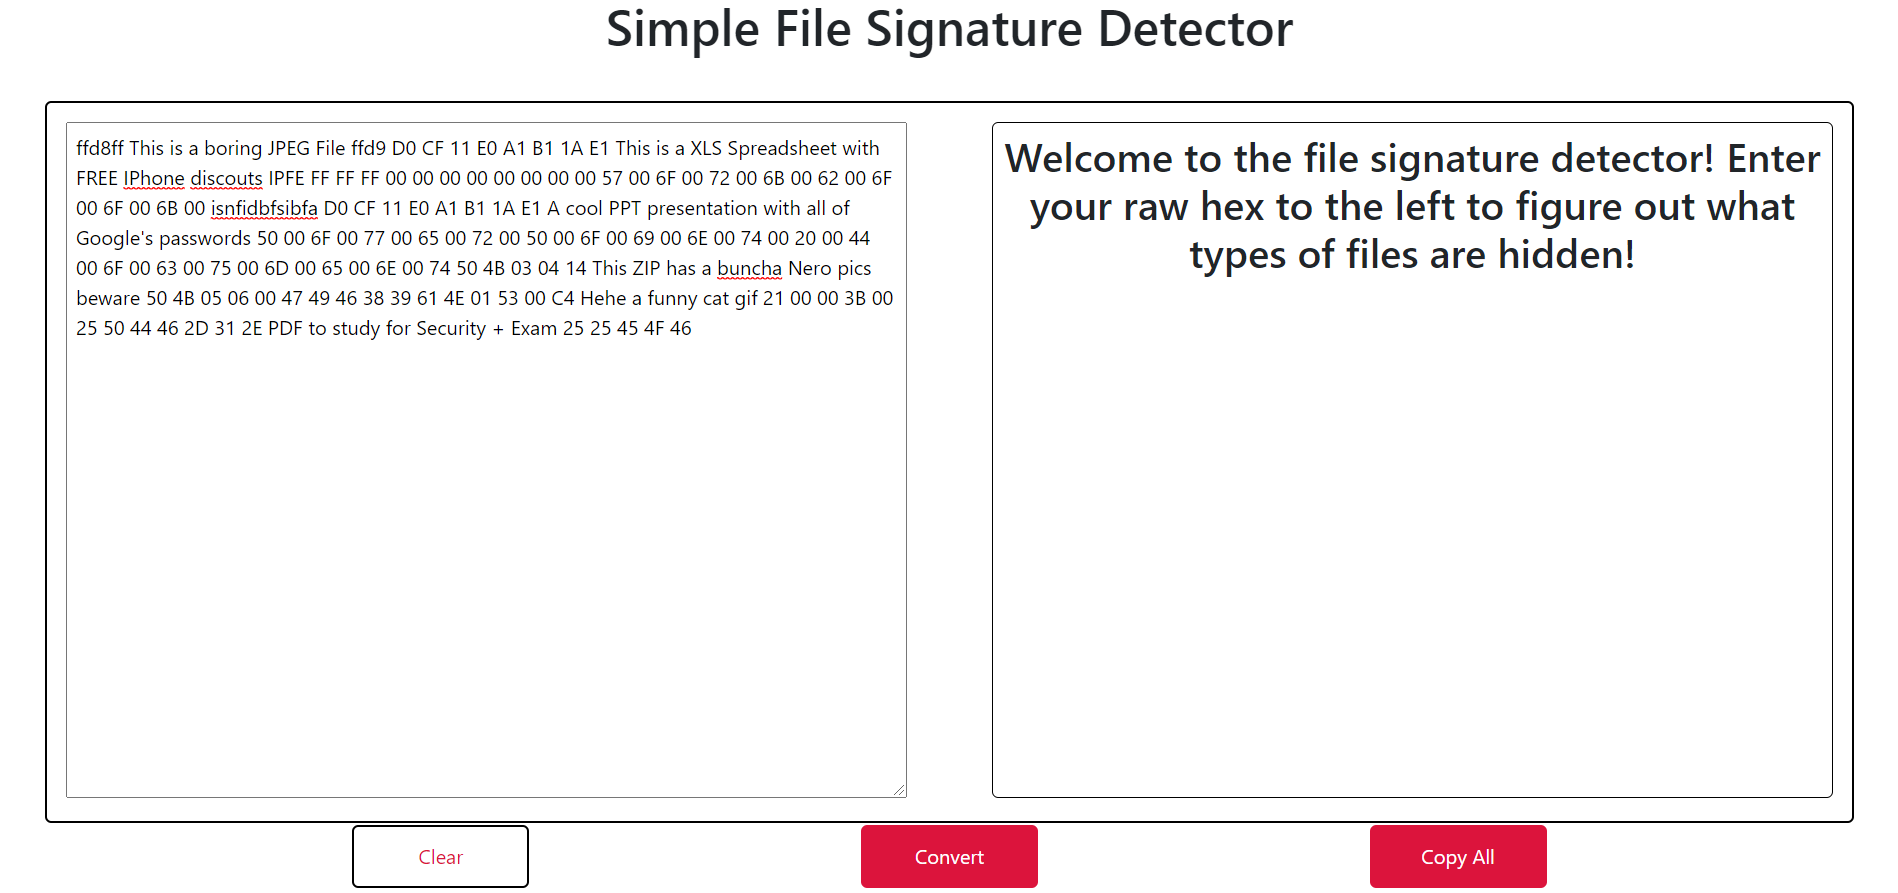 Simple File Signature Detector
ffd8ff This is a boring JPEG File ffd9 D0 CF 11 E0 A1 B1 1A E1 This is a XLS Spreadsheet with
FREE IPhone discouts IPFE FF FF FF 00 00 00 00 00 00 00 00 57 00 6F 00 72 00 6B 00 62 00 6F
00 6F 00 6B 00 isnfidbfsibfa D0 CF 11 E0 A1 B1 1A E1 A cool PPT presentation with all of
Google's passwords 50 00 6F 00 77 00 65 00 72 00 50 00 6F 00 69 00 6E 00 74 00 20 00 44
00 6F 00 63 00 75 00 6D 00 65 00 6E 00 74 50 4B 03 04 14 This ZIP has a buncha Nero pics
beware 50 4B 05 06 00 47 49 46 38 39 61 4E 01 53 00 C4 Hehe a funny cat gif 21 00 00 3B 00
25 50 44 46 2D 31 2E PDF to study for Security + Exam 25 25 45 4F 46
Welcome to the file signature detector! Enter
your raw hex to the left to figure out what
types of files are hidden!
Clear
Convert
Copy All